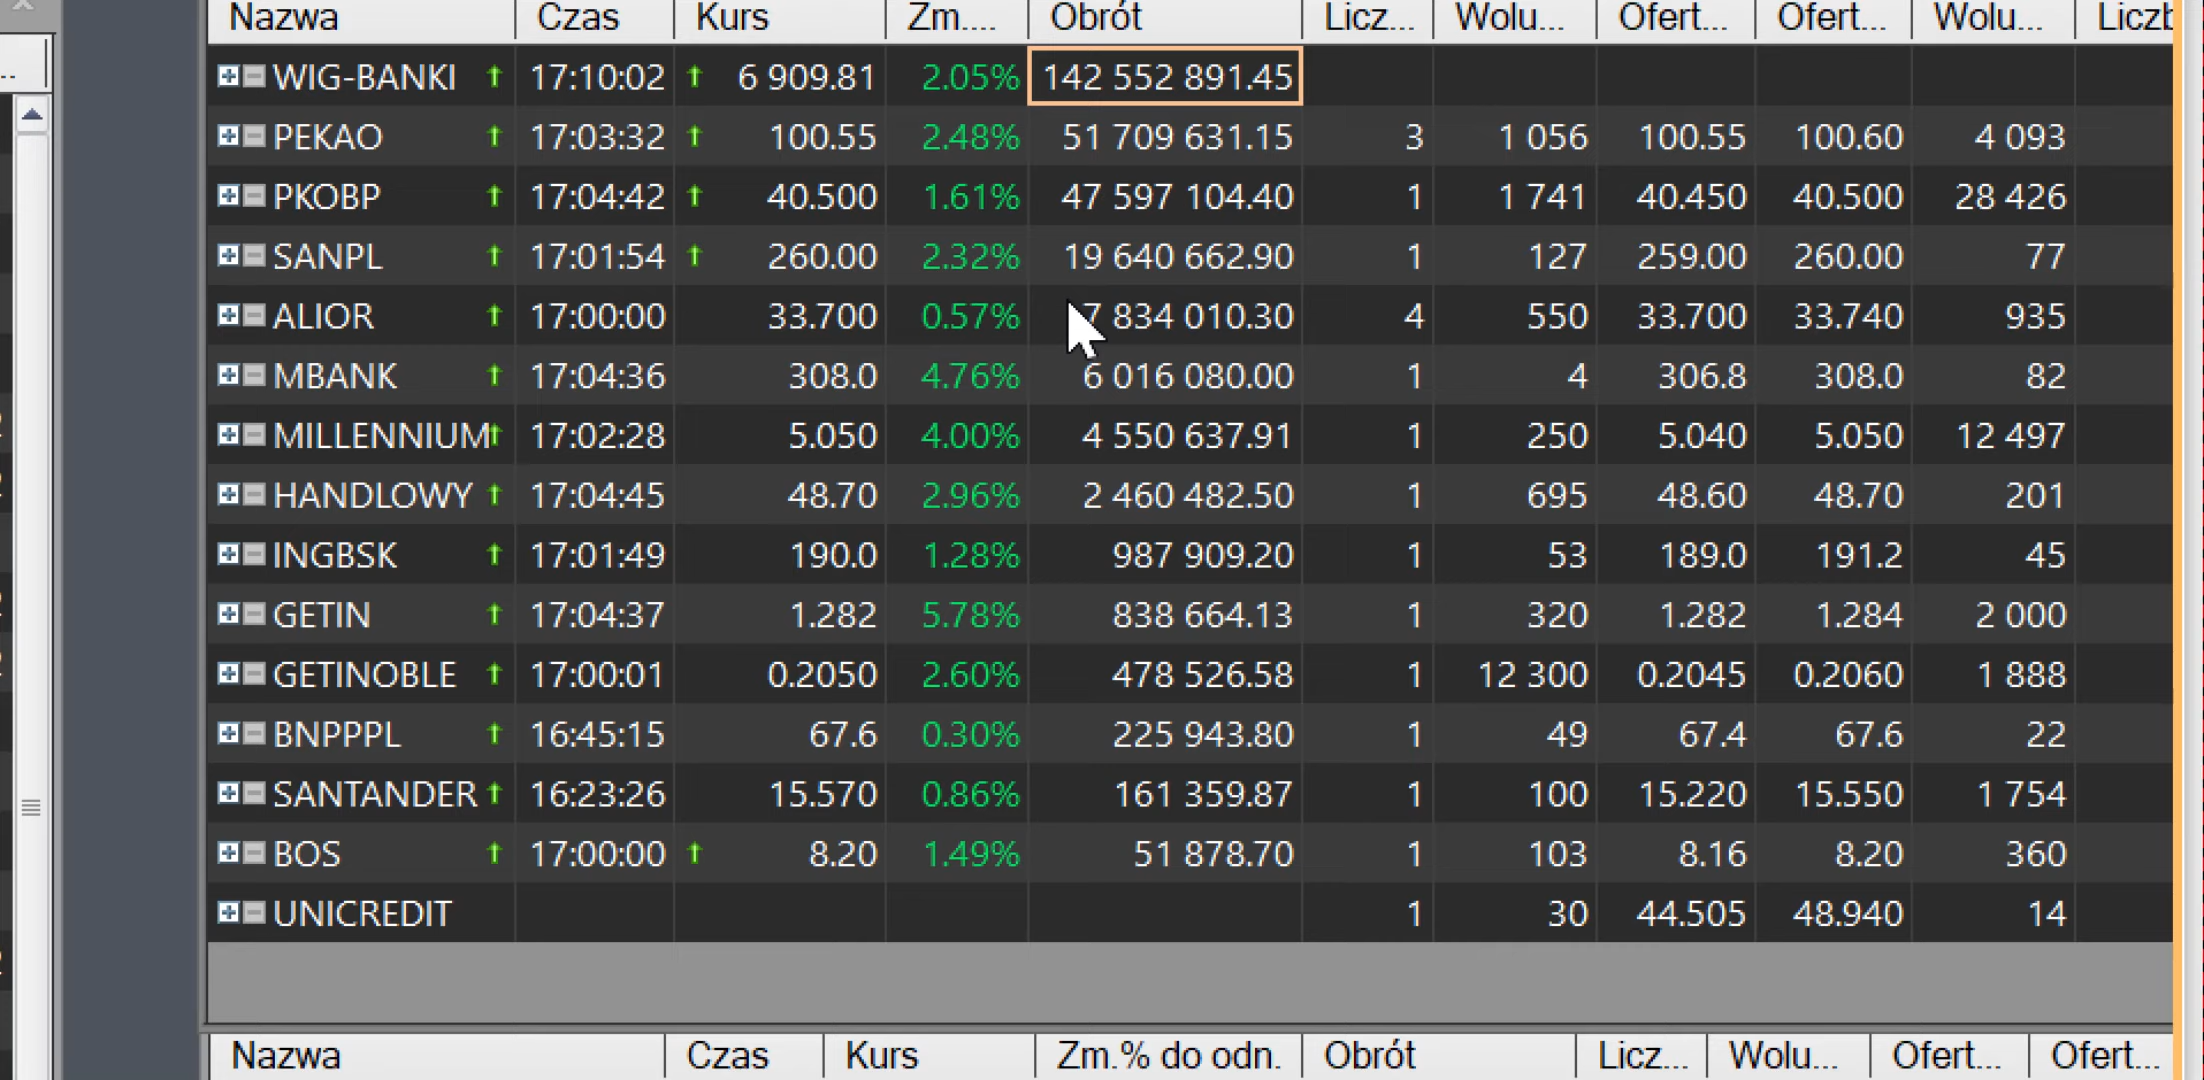 Nazwa Czas Kurs Zm.... Obrót Licz... Wolu... Ofert... Ofert... Wolu... Liczb
WIG-BANKI 17:10:02 6 909.81 2.05% 142 552 891.45
PEKAO 17:03:32 100.55 2.48% 51 709 631.15 3 1 056 100.55 100.60 4 093
PKOBP 17:04:42 40.500 1.61% 47 597 104.40 1 1 741 40.450 40.500 28 426
SANPL 17:01:54 260.00 2.32% 19 640 662.90 1 127 259.00 260.00 77
ALIOR 17:00:00 33.700 0.57% 7 834 010.30 4 550 33.700 33.740 935
MBANK 17:04:36 308.0 4.76% 6 016 080.00 1 4 306.8 308.0 82
MILLENNIUM 17:02:28 5.050 4.00% 4 550 637.91 1 250 5.040 5.050 12 497
HANDLOWY 17:04:45 48.70 2.96% 2 460 482.50 1 695 48.60 48.70 201
INGBSK 17:01:49 190.0 1.28% 987 909.20 1 53 189.0 191.2 45
GETIN 17:04:37 1.282 5.78% 838 664.13 1 320 1.282 1.284 2 000
GETINOBLE 17:00:01 0.2050 2.60% 478 526.58 1 12 300 0.2045 0.2060 1 888
BNPPPL 16:45:15 67.6 0.30% 225 943.80 1 49 67.4 67.6 22
SANTANDER 16:23:26 15.570 0.86% 161 359.87 1 100 15.220 15.550 1 754
BOS 17:00:00 8.20 1.49% 51 878.70 1 103 8.16 8.20 360
UNICREDIT 1 30 44.505 48.940 14
Nazwa Czas Kurs Zm.% do odn. Obrót Licz... Wolu... Ofert... Ofert...